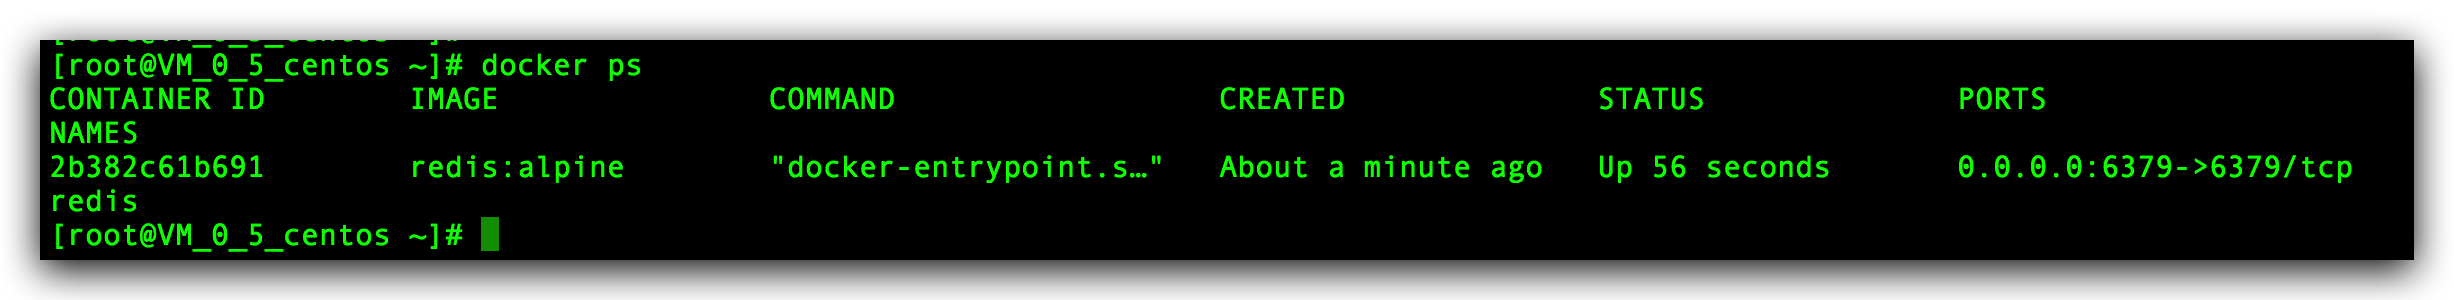 [root@VM_0_5_centos ~]# docker ps
CONTAINER ID        IMAGE               COMMAND                  CREATED              STATUS              PORTS
NAMES
2b382c61b691        redis:alpine        "docker-entrypoint.s…"   About a minute ago   Up 56 seconds       0.0.0.0:6379->6379/tcp
redis
[root@VM_0_5_centos ~]#